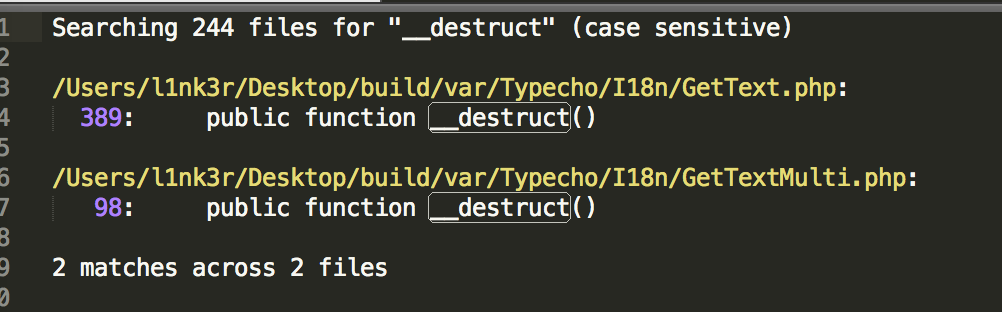 1 Searching 244 files for "__destruct" (case sensitive)
2
3 /Users/l1nk3r/Desktop/build/var/Typecho/I18n/GetText.php:
4 389: public function __destruct()
5
6 /Users/l1nk3r/Desktop/build/var/Typecho/I18n/GetTextMulti.php:
7 98: public function __destruct()
8
9 2 matches across 2 files
0